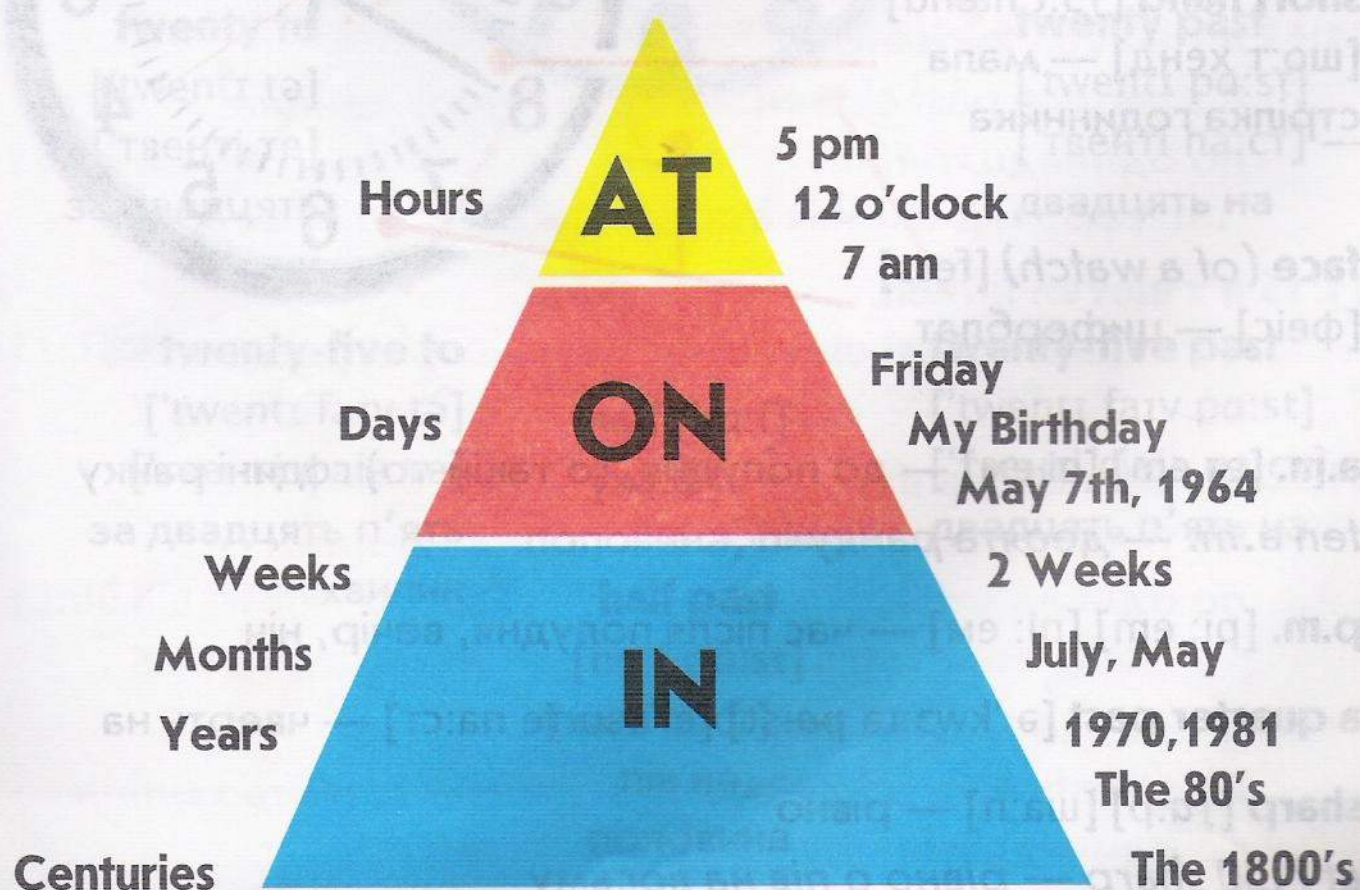 5 pm
Hours AT 12 o'clock
7 am
Friday
Days ON My Birthday
May 7th, 1964
Weeks 2 Weeks
Months IN July, May
Years 1970,1981
The 80's
Centuries The 1800's